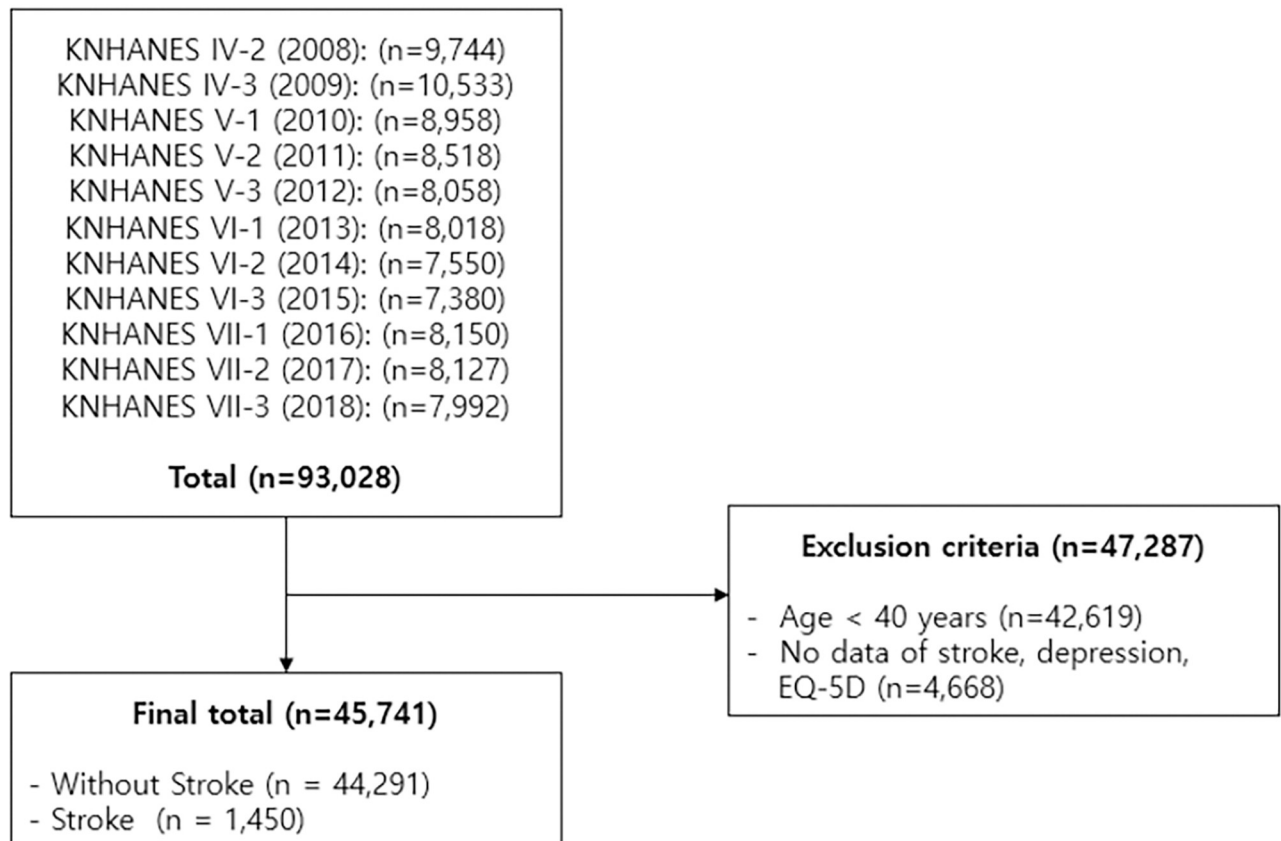 KNHANES IV-2 (2008): (n=9,744)
KNHANES IV-3 (2009): (n=10,533)
KNHANES V-1 (2010): (n=8,958)
KNHANES V-2 (2011): (n=8,518)
KNHANES V-3 (2012): (n=8,058)
KNHANES VI-1 (2013): (n=8,018)
KNHANES VI-2 (2014): (n=7,550)
KNHANES VI-3 (2015): (n=7,380)
KNHANES VII-1 (2016): (n=8,150)
KNHANES VII-2 (2017): (n=8,127)
KNHANES VII-3 (2018): (n=7,992)
Total (n=93,028)
Exclusion criteria (n=47,287)
- Age < 40 years (n=42,619)
- No data of stroke, depression,
EQ-5D (n=4,668)
Final total (n=45,741)
- Without Stroke (n = 44,291)
- Stroke (n = 1,450)